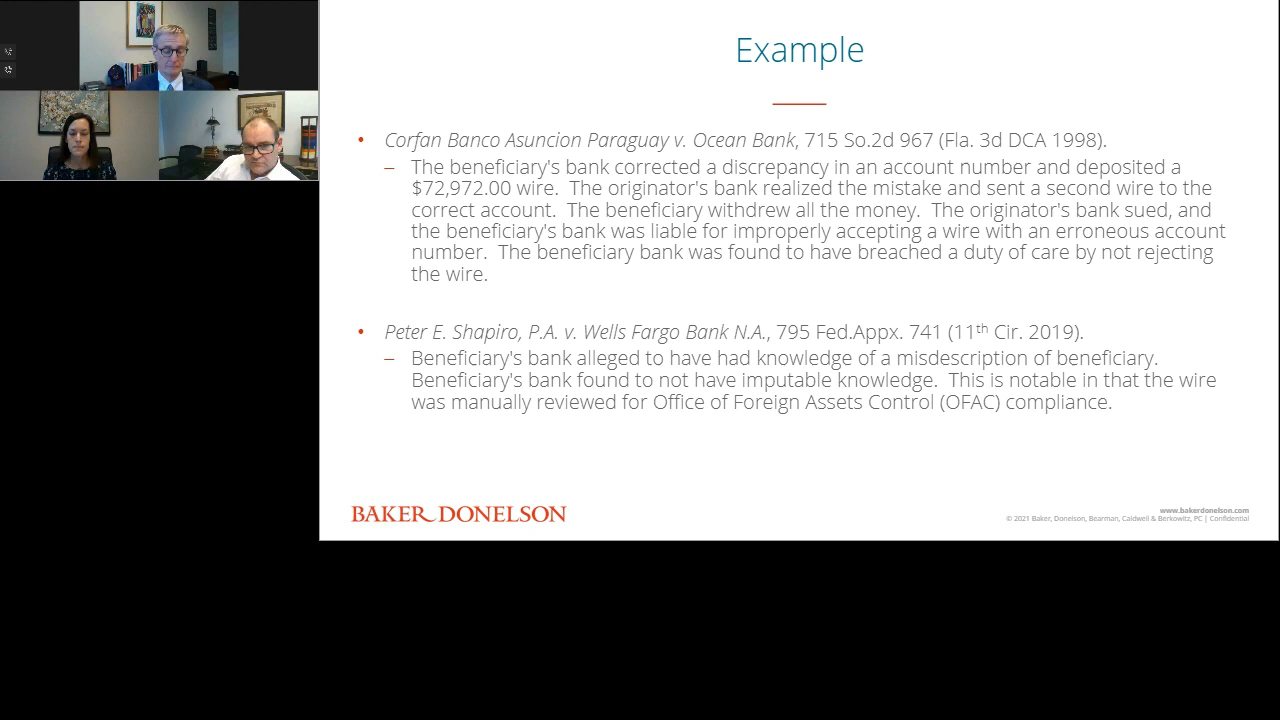 Example
• Corfan Banco Asuncion Paraguay v. Ocean Bank, 715 So.2d 967 (Fla. 3d DCA 1998).
– The beneficiary's bank corrected a discrepancy in an account number and deposited a
$72,972.00 wire.  The originator's bank realized the mistake and sent a second wire to the
correct account.  The beneficiary withdrew all the money.  The originator's bank sued, and
the beneficiary's bank was liable for improperly accepting a wire with an erroneous account
number.  The beneficiary bank was found to have breached a duty of care by not rejecting
the wire.
• Peter E. Shapiro, P.A. v. Wells Fargo Bank N.A., 795 Fed.Appx. 741 (11th Cir. 2019).
– Beneficiary's bank alleged to have had knowledge of a misdescription of beneficiary.
Beneficiary's bank found to not have imputable knowledge.  This is notable in that the wire
was manually reviewed for Office of Foreign Assets Control (OFAC) compliance.
BAKER DONELSON
www.bakerdonelson.com
© 2021 Baker, Donelson, Bearman, Caldwell & Berkowitz, PC | Confidential